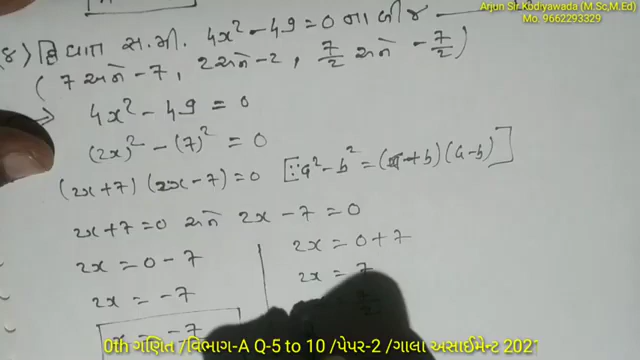 Arjun Sir Kodiyawada (M.Sc,M.Ed)
Mo. 9662293329
(૪) દ્વિઘાત સ.મી. 4x² - 49 = 0 ના બીજ
( 7 અને -7, 2 અને -2, 7/2 અને -7/2 )
⇒ 4x² - 49 = 0
(2x)² - (7)² = 0
(2x+7) (2x-7) = 0 [∵ a² - b² = (a+b) (a-b)]
2x+7 = 0 અને 2x - 7 = 0
2x = 0 - 7 2x = 0 + 7
2x = -7 2x = 7
x = -7
0th ગણિત /વિભાગ-A Q-5 to 10 /પેપર-2 /ગાલા અસાઈમેન્ટ 2021